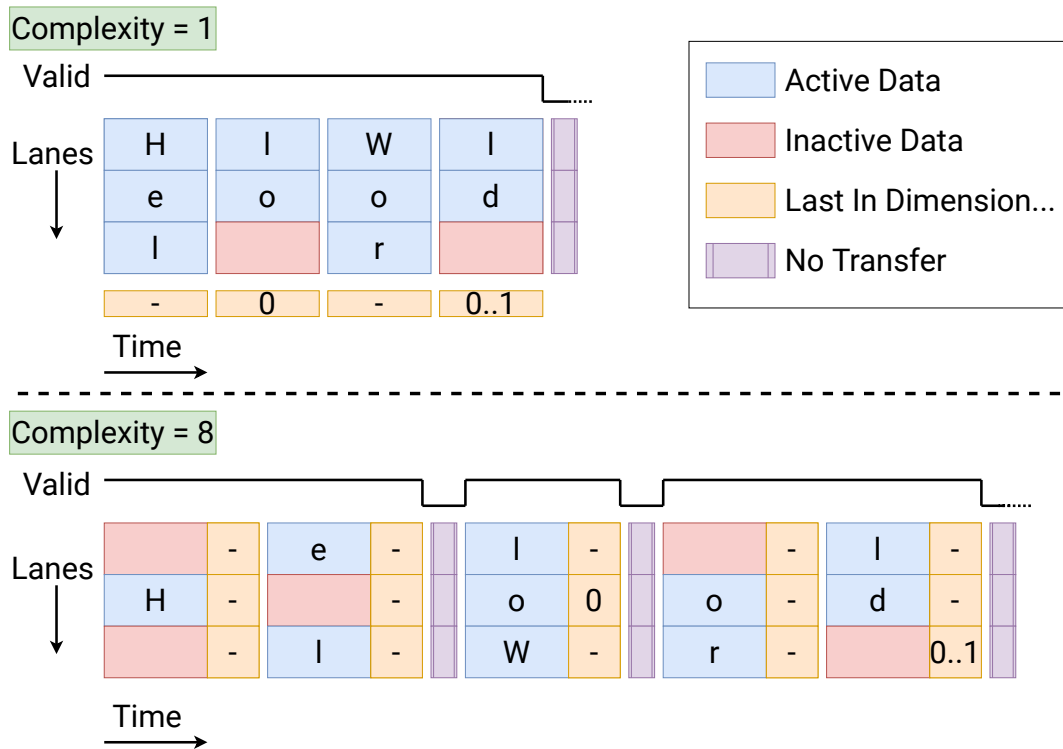 Complexity = 1
Valid
Lanes
H l W l
e o o d
l r
- 0 - 0..1
Time
Active Data
Inactive Data
Last In Dimension...
No Transfer
Complexity = 8
Valid
Lanes
- e - l - - l -
H - - o 0 o - d -
- l - W - r - 0..1
Time